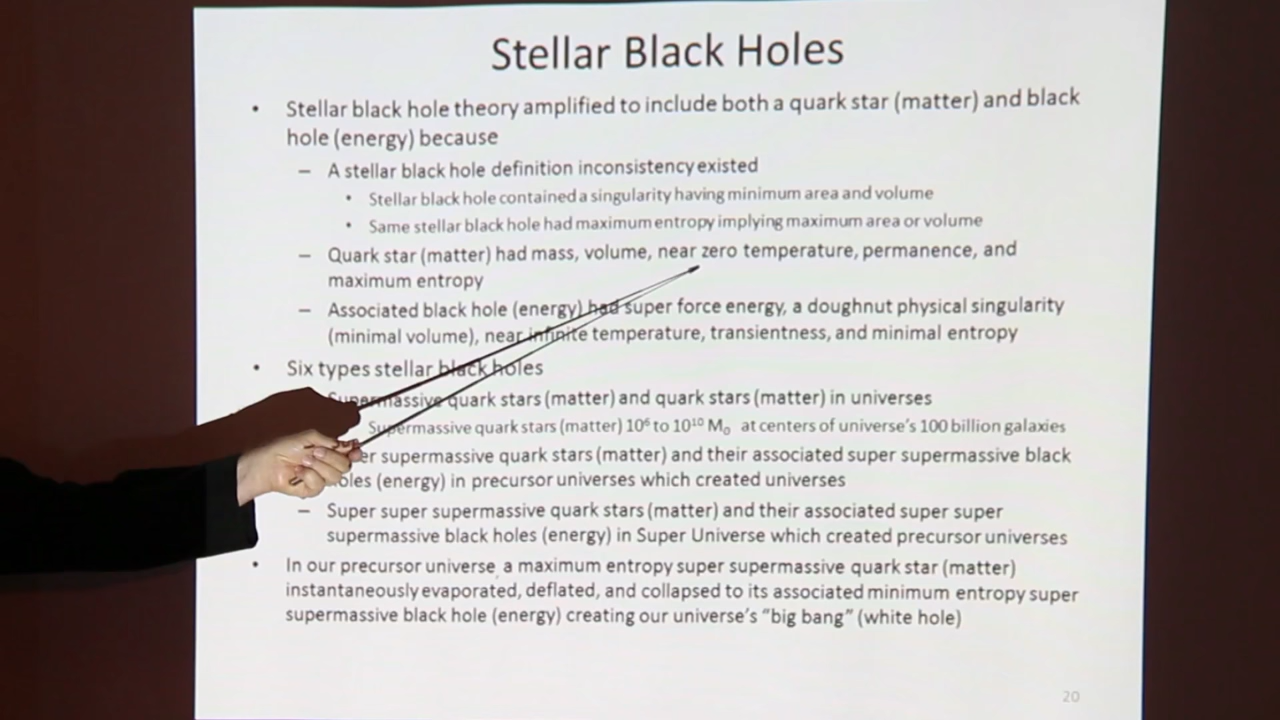 Stellar Black Holes
• Stellar black hole theory amplified to include both a quark star (matter) and black
hole (energy) because
– A stellar black hole definition inconsistency existed
• Stellar black hole contained a singularity having minimum area and volume
• Same stellar black hole had maximum entropy implying maximum area or volume
– Quark star (matter) had mass, volume, near zero temperature, permanence, and
maximum entropy
– Associated black hole (energy) had super force energy, a doughnut physical singularity
(minimal volume), near infinite temperature, transientness, and minimal entropy
• Six types stellar black holes
Supermassive quark stars (matter) and quark stars (matter) in universes
Supermassive quark stars (matter) 10⁶ to 10¹⁰ M₀ at centers of universe's 100 billion galaxies
supermassive quark stars (matter) and their associated super supermassive black
(energy) in precursor universes which created universes
– Super super supermassive quark stars (matter) and their associated super super
supermassive black holes (energy) in Super Universe which created precursor universes
• In our precursor universe, a maximum entropy super supermassive quark star (matter)
instantaneously evaporated, deflated, and collapsed to its associated minimum entropy super
supermassive black hole (energy) creating our universe's "big bang" (white hole)
20